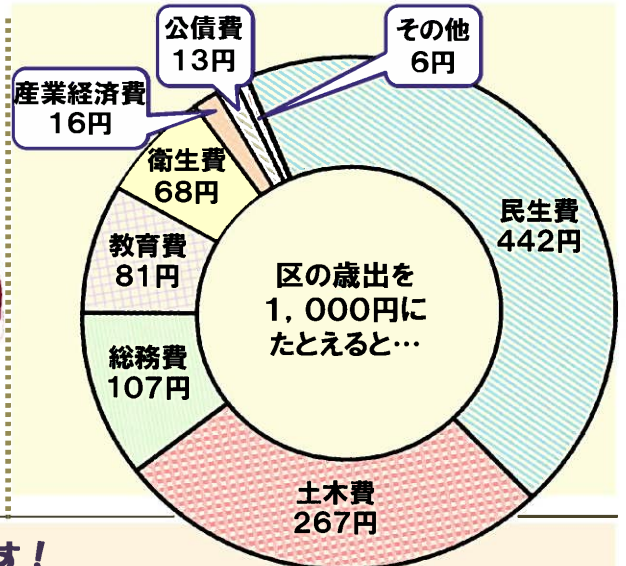 公債費
13円
その他
6円
産業経済費
16円
衛生費
68円
民生費
442円
教育費
81円
区の歳出を
1,000円に
たとえると…
総務費
107円
土木費
267円
す!